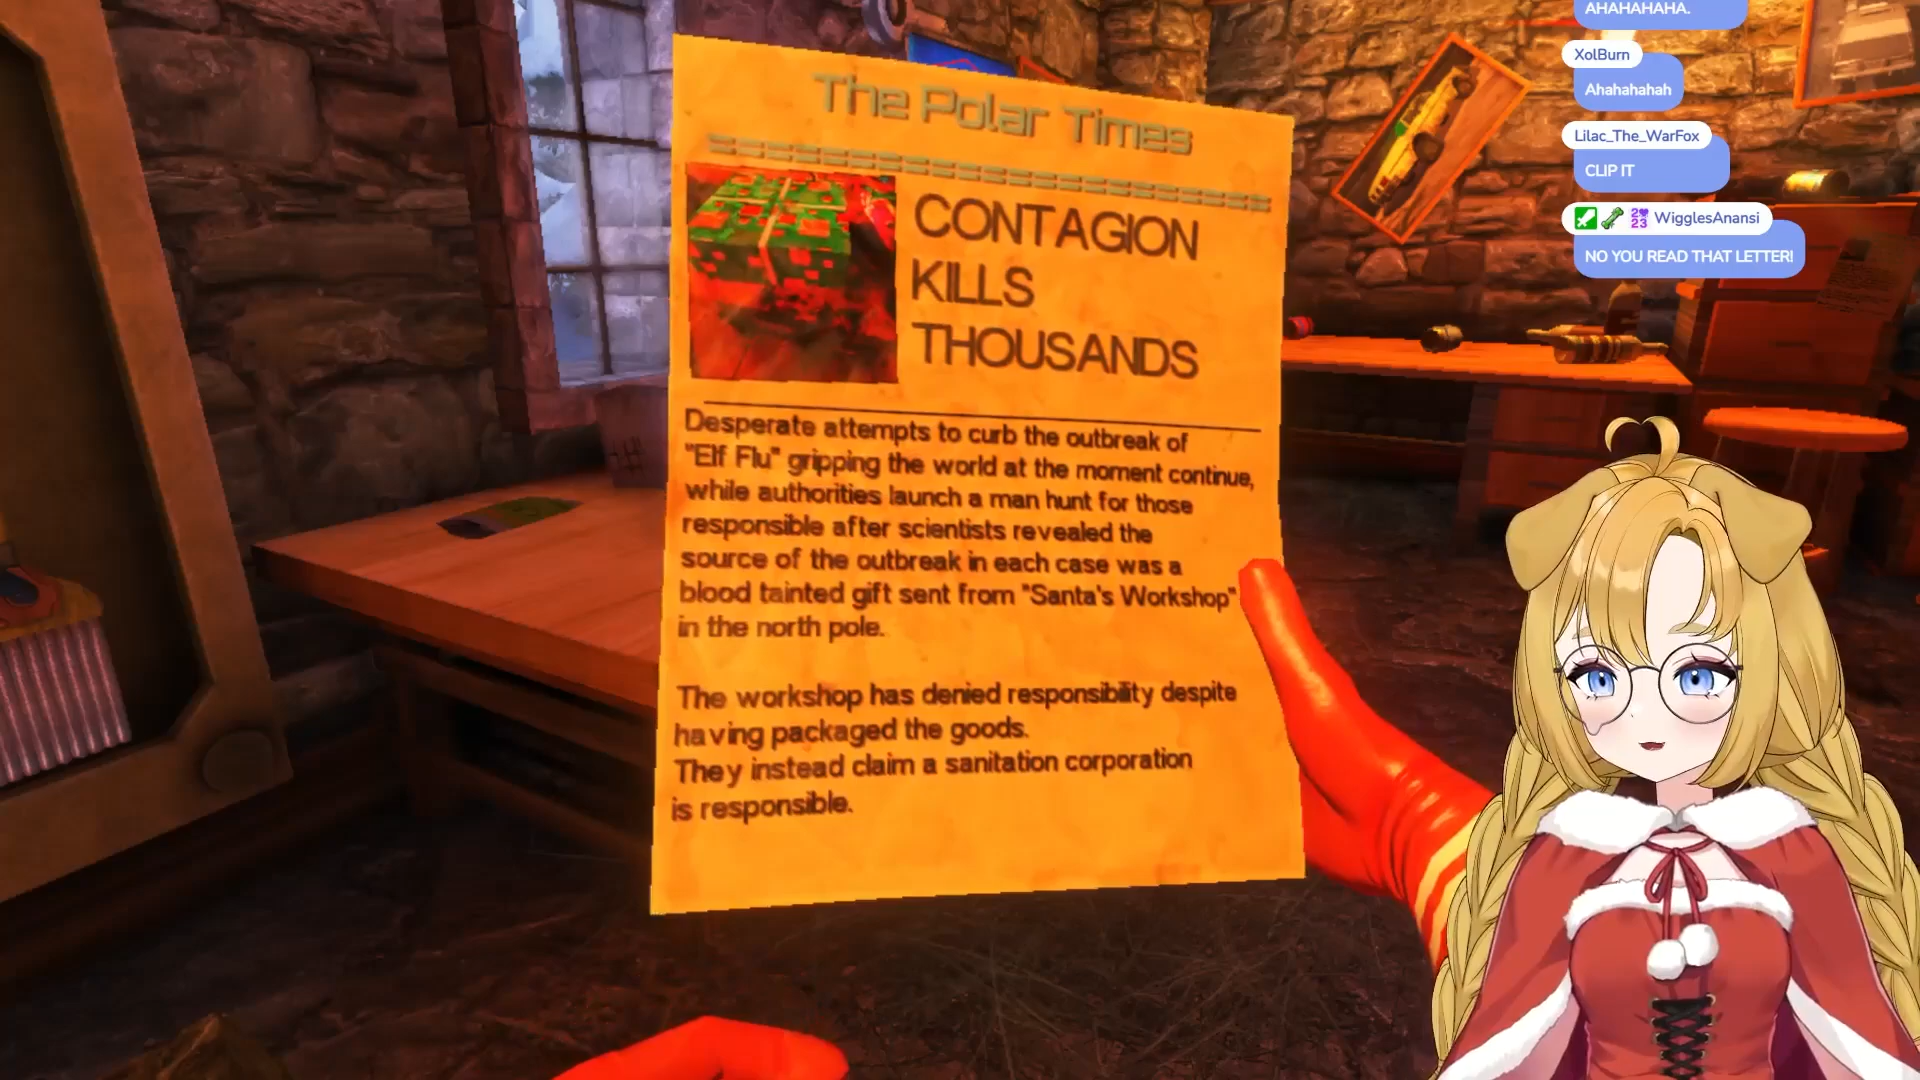 The Polar Times
CONTAGION
KILLS
THOUSANDS
Desperate attempts to curb the outbreak of
"Elf Flu" gripping the world at the moment continue,
while authorities launch a man hunt for those
responsible after scientists revealed the
source of the outbreak in each case was a
blood tainted gift sent from "Santa's Workshop"
in the north pole.
The workshop has denied responsibility despite
having packaged the goods.
They instead claim a sanitation corporation
is responsible.
AHAHAHAHA.
XolBurn
Ahahahahah
Lilac_The_WarFox
CLIP IT
2 23 WigglesAnansi
NO YOU READ THAT LETTER!